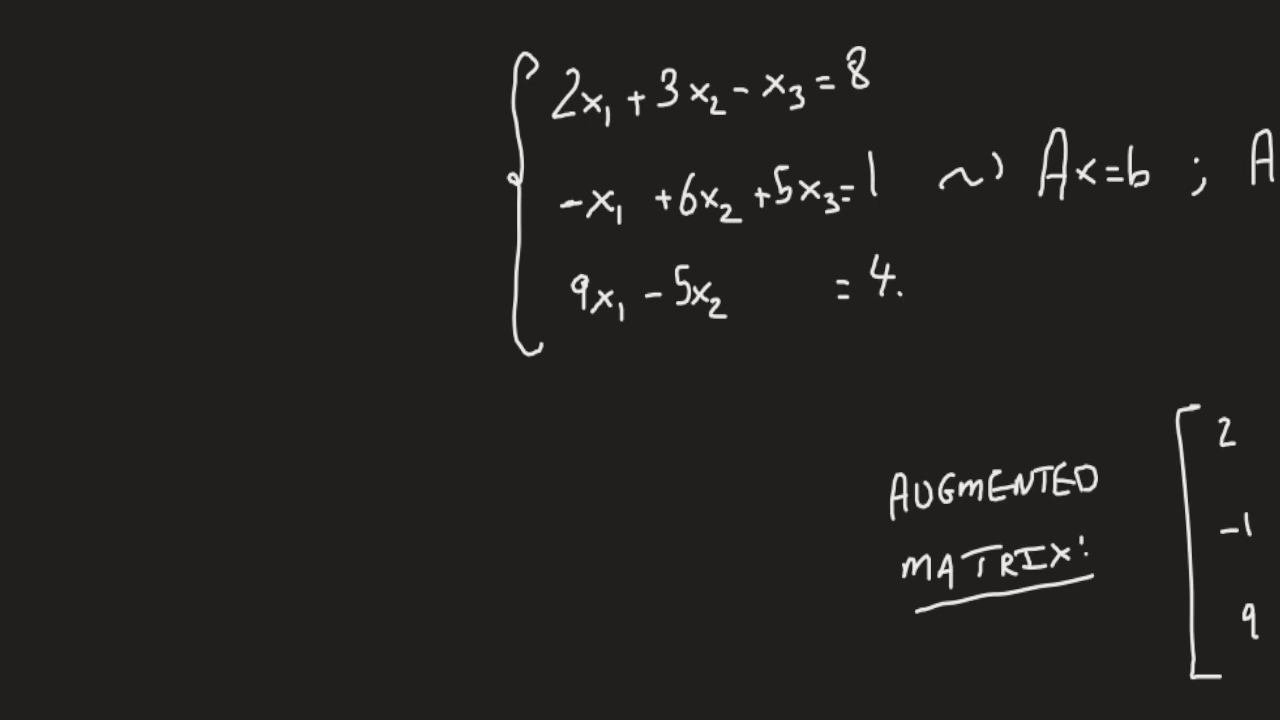 2x₁ + 3x₂ - x₃ = 8
-x₁ + 6x₂ + 5x₃ = 1 ⤳ Ax = b ; A
9x₁ - 5x₂ = 4.
AUGMENTED
MATRIX:
2
-1
9